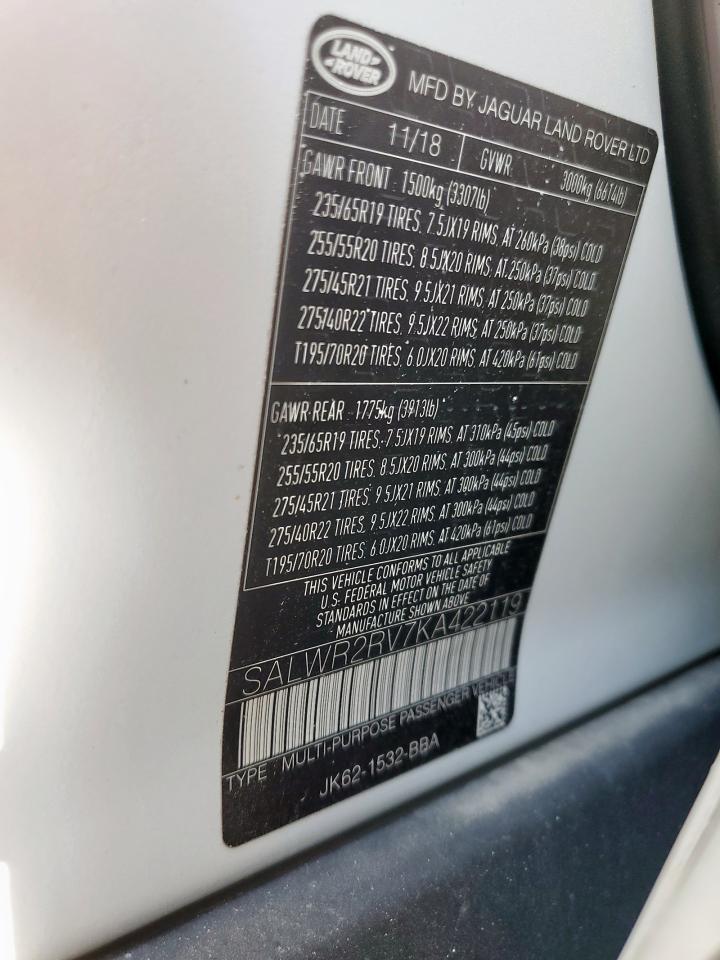 LAND ROVER
MFD BY JAGUAR LAND ROVER LTD
DATE 11/18 GVWR 3000kg (6614lb)
GAWR FRONT 1500kg (3307lb)
235/65R19 TIRES, 7.5JX19 RIMS, AT 260kPa (38psi) COLD
255/55R20 TIRES, 8.5JX20 RIMS, AT 250kPa (37psi) COLD
275/45R21 TIRES, 9.5JX21 RIMS, AT 250kPa (37psi) COLD
275/40R22 TIRES, 9.5JX22 RIMS, AT 250kPa (37psi) COLD
T195/70R20 TIRES, 6.0JX20 RIMS, AT 420kPa (61psi) COLD
GAWR REAR 1775kg (3913lb)
235/65R19 TIRES, 7.5JX19 RIMS, AT 310kPa (45psi) COLD
255/55R20 TIRES, 8.5JX20 RIMS, AT 300kPa (44psi) COLD
275/45R21 TIRES, 9.5JX21 RIMS, AT 300kPa (44psi) COLD
275/40R22 TIRES, 9.5JX22 RIMS, AT 300kPa (44psi) COLD
T195/70R20 TIRES, 6.0JX20 RIMS, AT 420kPa (61psi) COLD
THIS VEHICLE CONFORMS TO ALL APPLICABLE
U.S. FEDERAL MOTOR VEHICLE SAFETY
STANDARDS IN EFFECT ON THE DATE OF
MANUFACTURE SHOWN ABOVE
SALWR2RV7KA422119
TYPE : MULTI-PURPOSE PASSENGER VEHICLE
JK62-1532-BBA